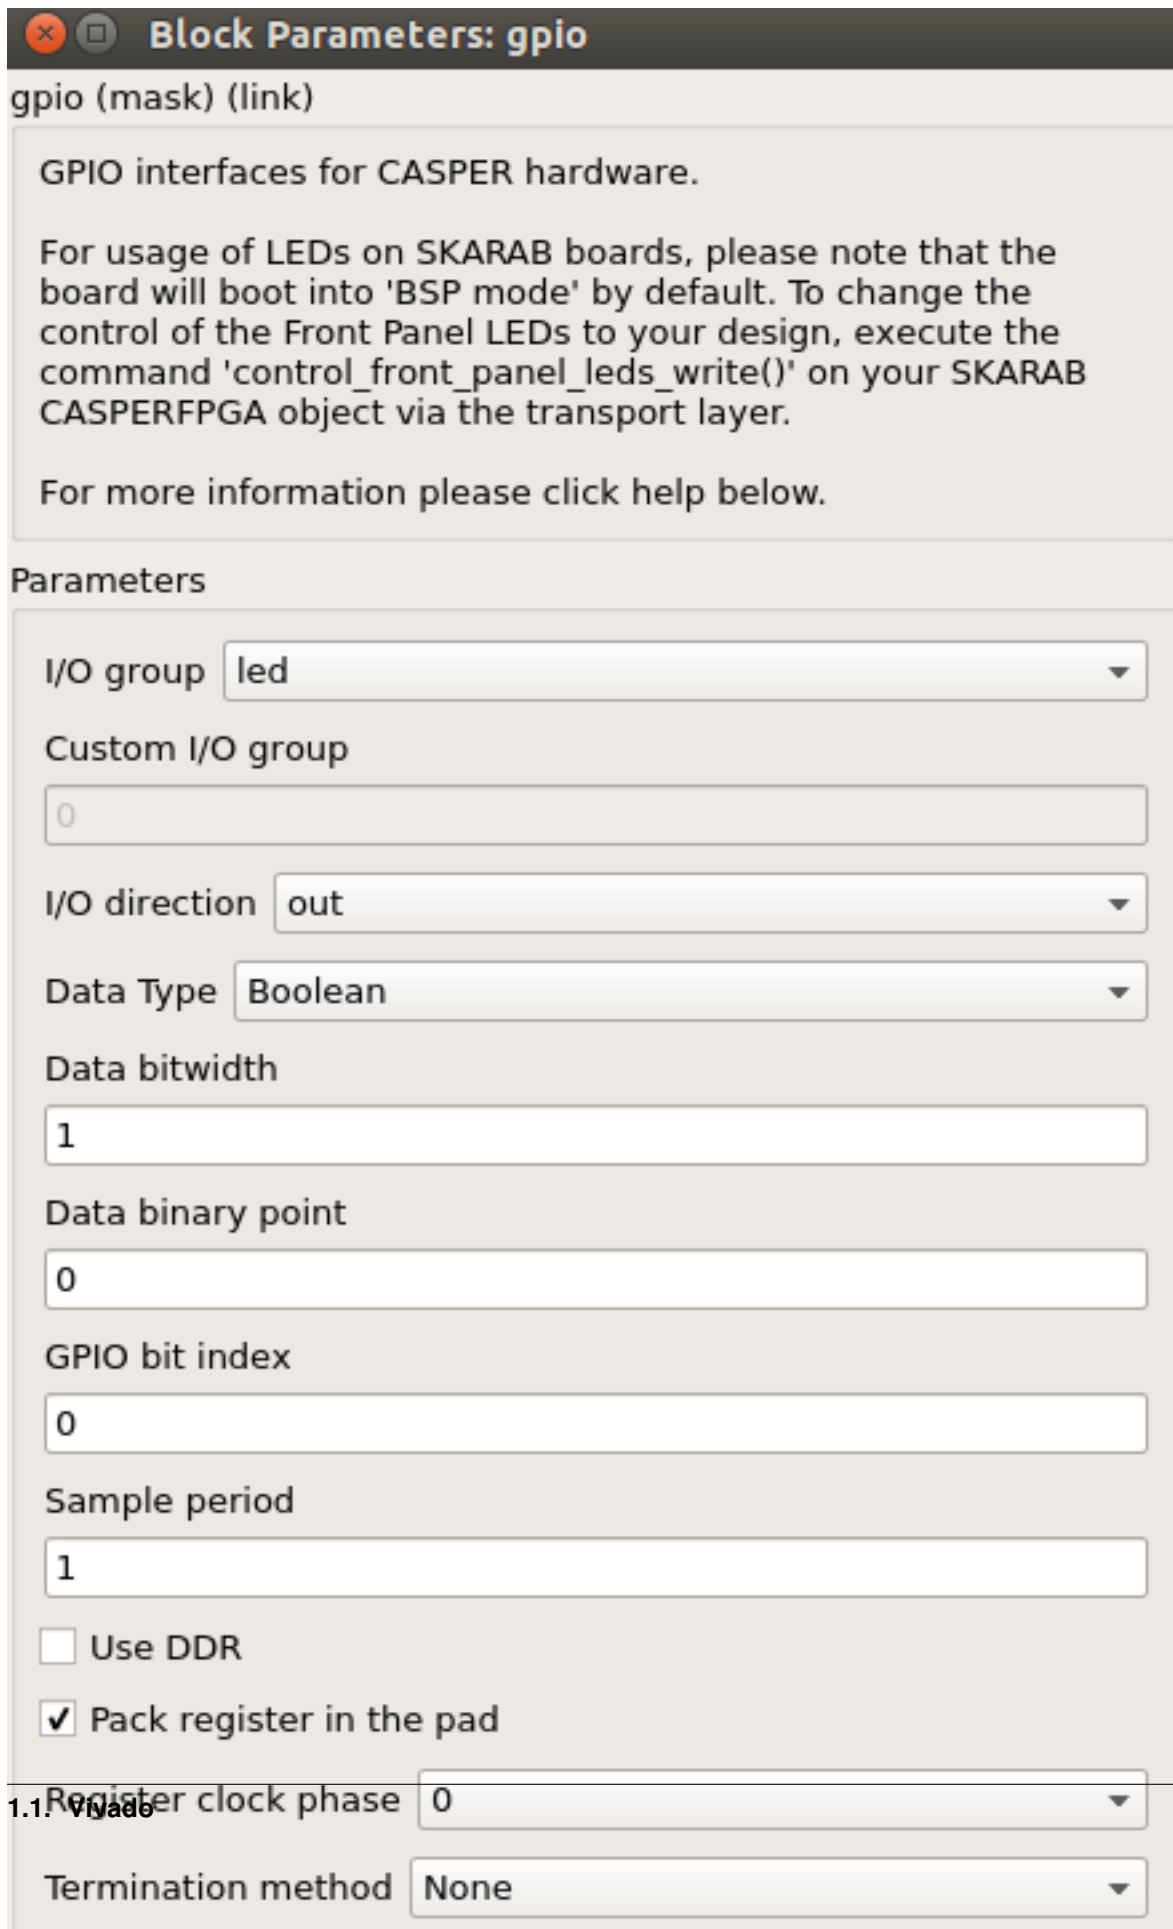 Block Parameters: gpio
gpio (mask) (link)
GPIO interfaces for CASPER hardware.
For usage of LEDs on SKARAB boards, please note that the
board will boot into 'BSP mode' by default. To change the
control of the Front Panel LEDs to your design, execute the
command 'control_front_panel_leds_write()' on your SKARAB
CASPERFPGA object via the transport layer.
For more information please click help below.
Parameters
I/O group led
Custom I/O group
0
I/O direction out
Data Type Boolean
Data bitwidth
1
Data binary point
0
GPIO bit index
0
Sample period
1
Use DDR
Pack register in the pad
Register clock phase 0
1.1. Vivado
Termination method None